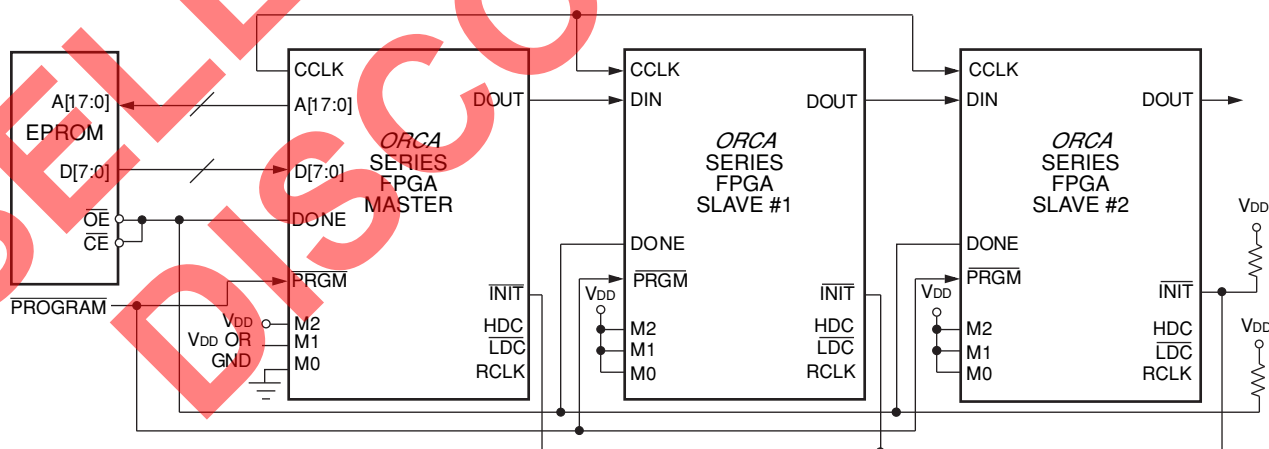 SELE
DISCO
EPROM
A[17:0]
D[7:0]
OE
CE
PROGRAM
CCLK
A[17:0]
DOUT
D[7:0]
ORCA
SERIES
FPGA
MASTER
DONE
PRGM
INIT
VDD
M2
VDD OR
GND
M1
M0
HDC
LDC
RCLK
CCLK
DIN
DOUT
ORCA
SERIES
FPGA
SLAVE #1
DONE
PRGM
VDD
INIT
M2
M1
M0
HDC
LDC
RCLK
CCLK
DIN
DOUT
ORCA
SERIES
FPGA
SLAVE #2
DONE
PRGM
VDD
INIT
M2
M1
M0
HDC
LDC
RCLK
VDD
VDD